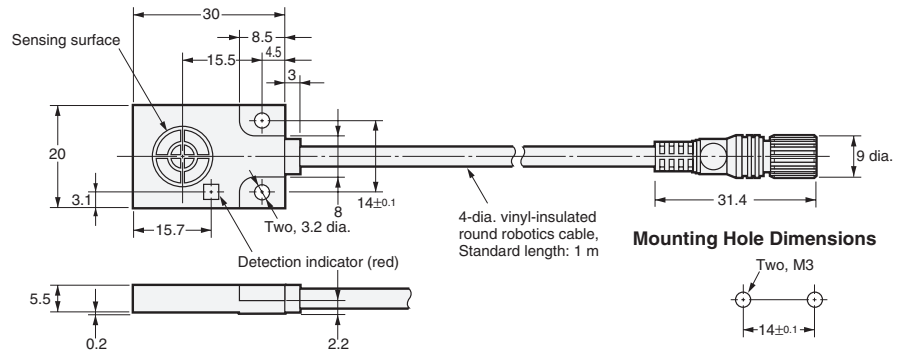 30
8.5
Sensing surface
15.5
4.5
3
20
3.1
15.7
8
14±0.1
Two, 3.2 dia.
Detection indicator (red)
4-dia. vinyl-insulated
round robotics cable,
Standard length: 1 m
31.4
9 dia.
Mounting Hole Dimensions
Two, M3
14±0.1
5.5
0.2
2.2